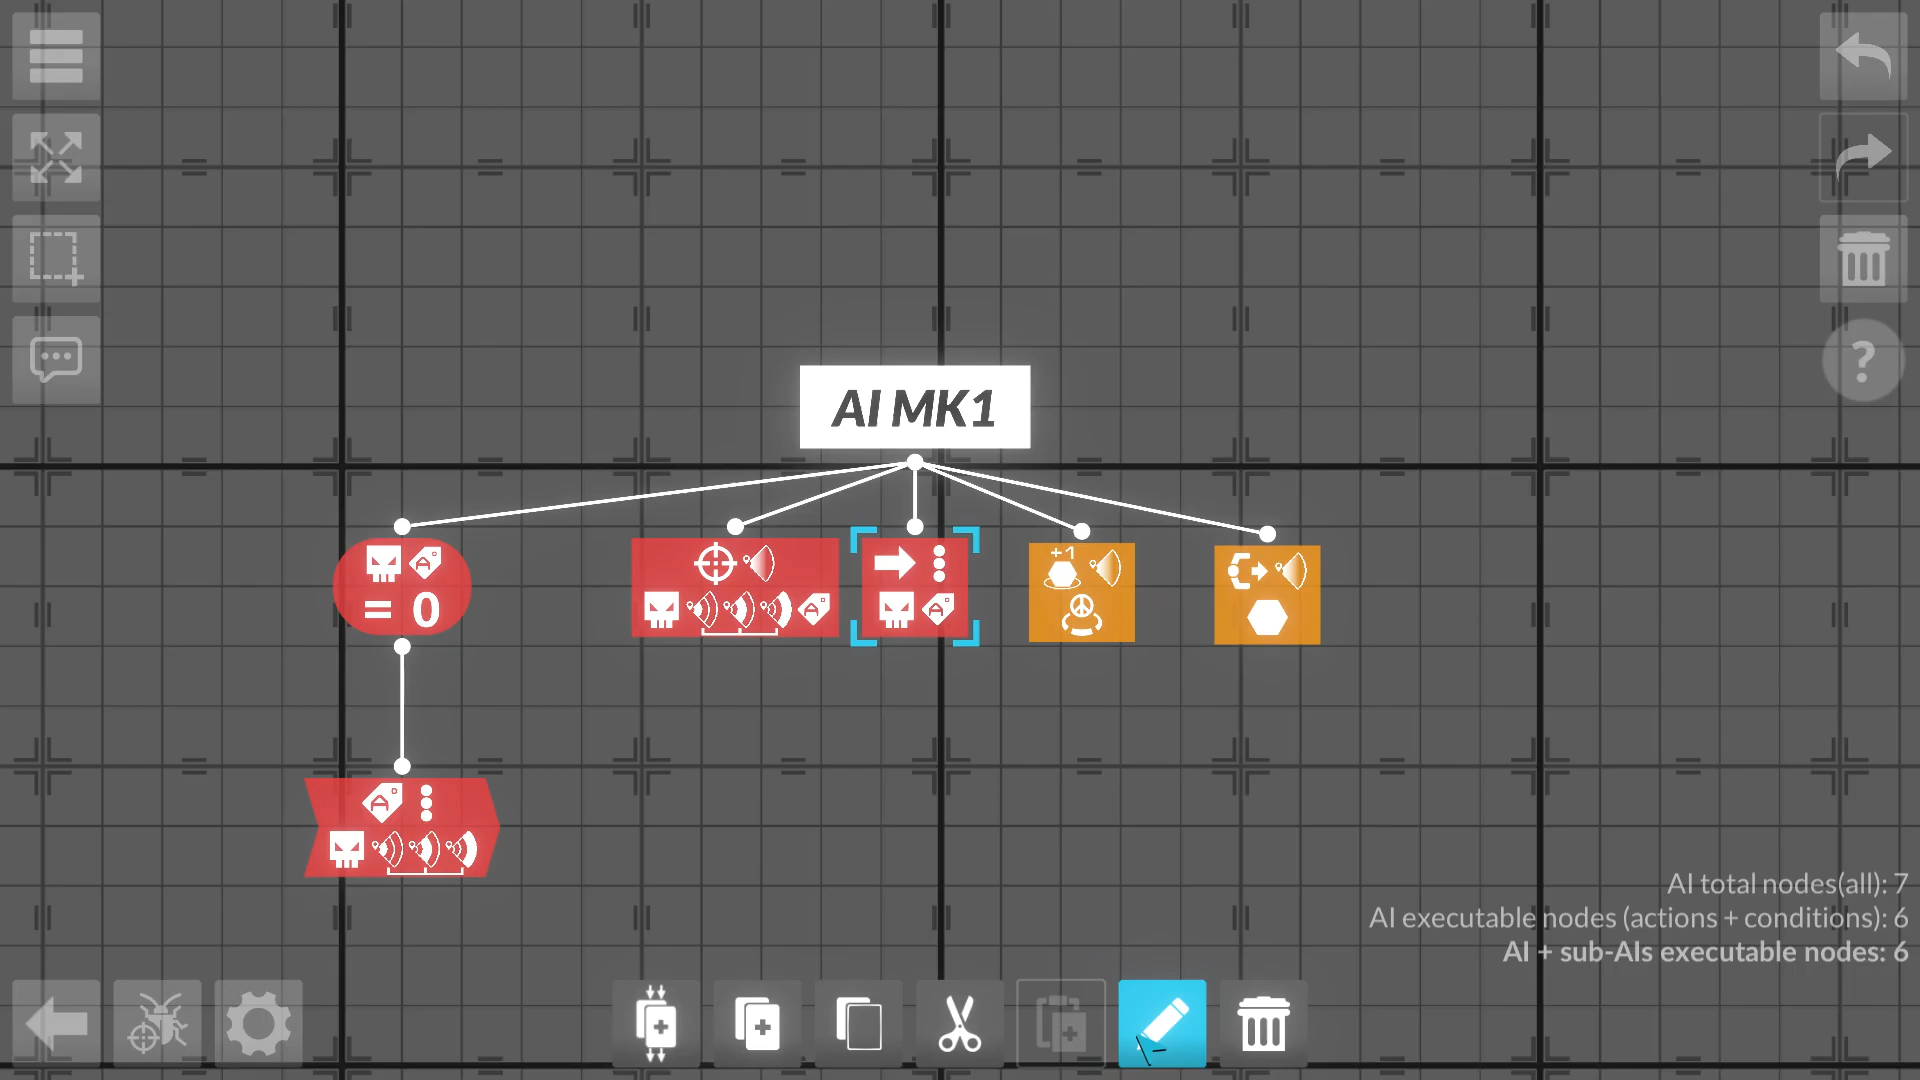 ?
AI MK1
A
= 0
+1
A
A
A
AI total nodes(all): 7
AI executable nodes (actions + conditions): 6
AI + sub-AIs executable nodes: 6